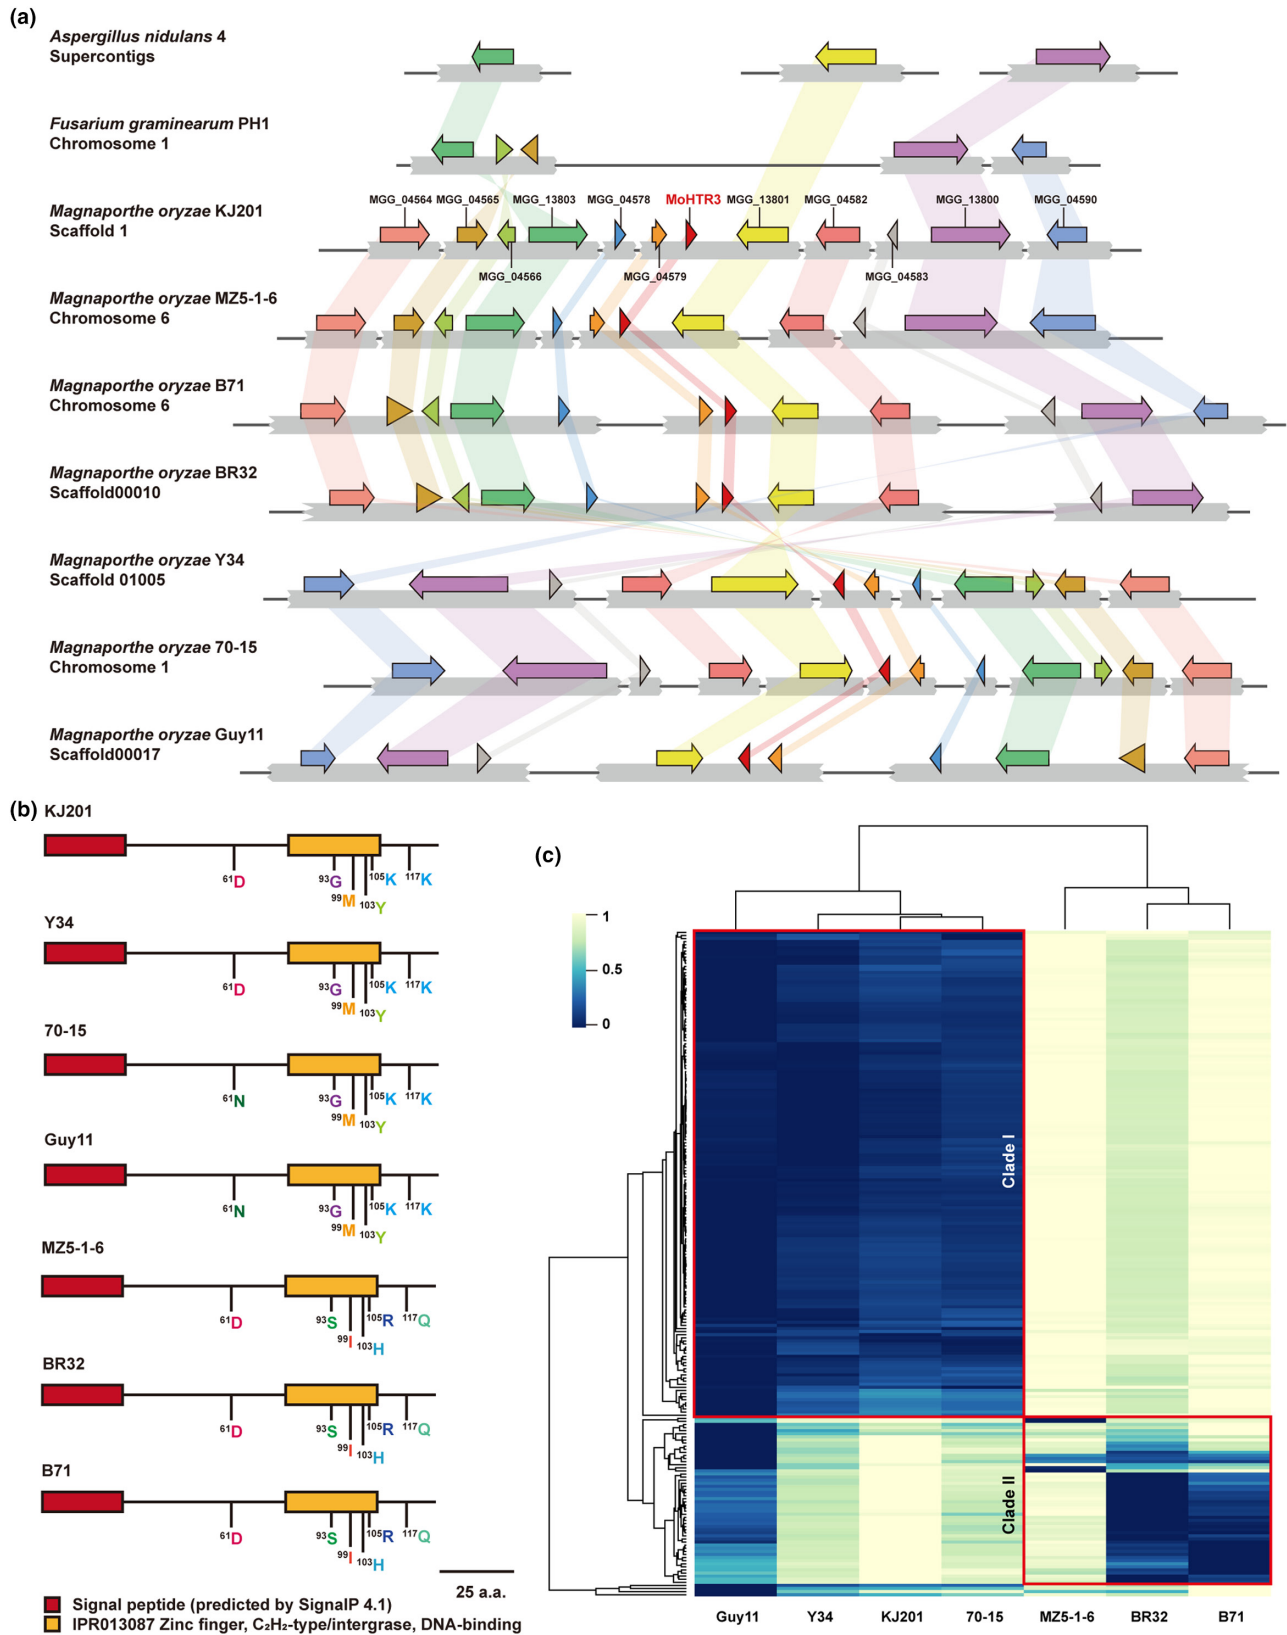 (a)
Aspergillus nidulans 4
Supercontigs
Fusarium graminearum PH1
Chromosome 1
MGG_04564 MGG_04565 MGG_13803 MGG_04578 MoHTR3 MGG_13801 MGG_04582 MGG_13800 MGG_04590
Magnaporthe oryzae KJ201
Scaffold 1
MGG_04566 MGG_04579 MGG_04583
Magnaporthe oryzae MZ5-1-6
Chromosome 6
Magnaporthe oryzae B71
Chromosome 6
Magnaporthe oryzae BR32
Scaffold00010
Magnaporthe oryzae Y34
Scaffold 01005
Magnaporthe oryzae 70-15
Chromosome 1
Magnaporthe oryzae Guy11
Scaffold00017
(b)
KJ201
61D 93G 99M 103Y 105K 117K
Y34
61D 93G 99M 103Y 105K 117K
70-15
61N 93G 99M 103Y 105K 117K
Guy11
61N 93G 99M 103Y 105K 117K
MZ5-1-6
61D 93S 99I 103H 105R 117Q
BR32
61D 93S 99I 103H 105R 117Q
B71
61D 93S 99I 103H 105R 117Q
25 a.a.
Signal peptide (predicted by SignalP 4.1)
IPR013087 Zinc finger, C₂H₂-type/intergrase, DNA-binding
(c)
1
0.5
0
Clade I
Clade II
Guy11 Y34 KJ201 70-15 MZ5-1-6 BR32 B71